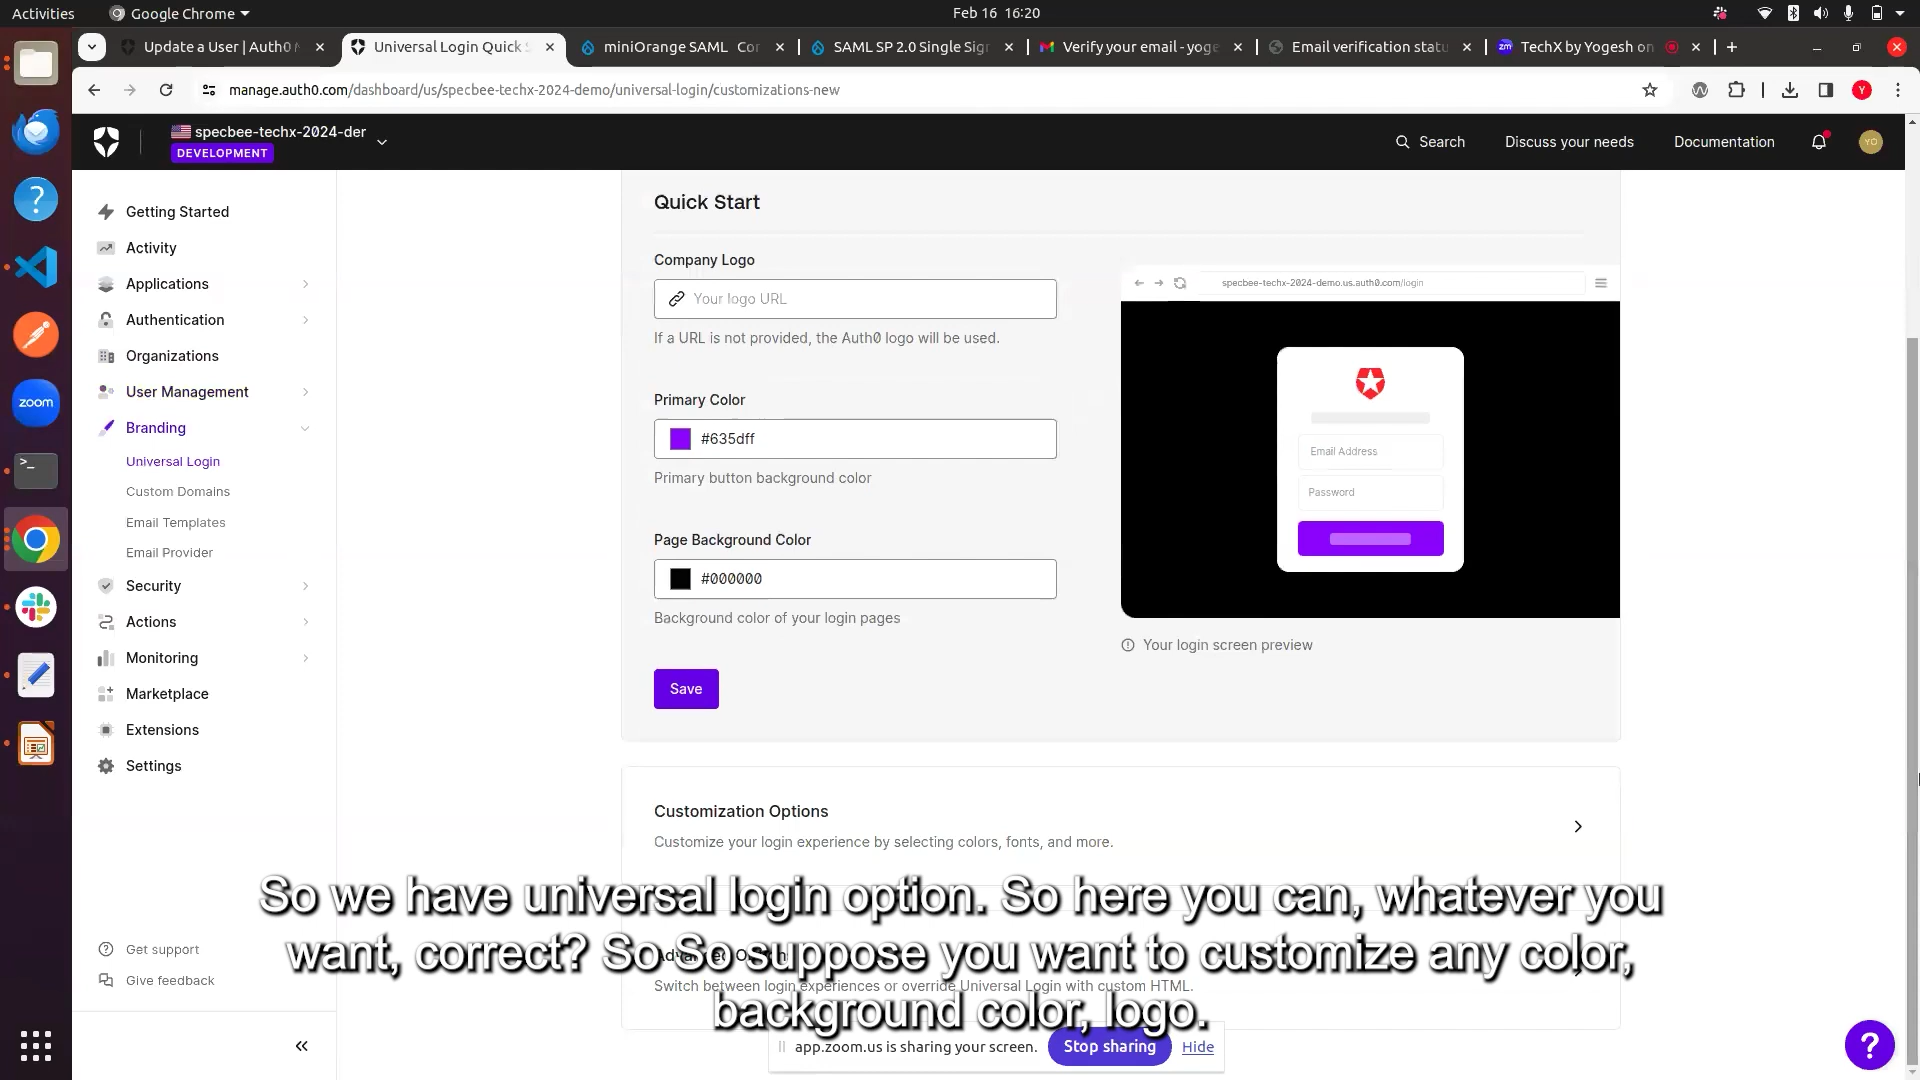 Activities
Google Chrome
Feb 16 16:20
Update a User | Auth0
Universal Login Quick S
miniOrange SAML
SAML SP 2.0 Single Sig
Verify your email - yoge
Email verification statu
zm
TechX by Yogesh on
manage.auth0.com/dashboard/us/specbee-techx-2024-demo/universal-login/customizations-new
Y
specbee-techx-2024-der
DEVELOPMENT
Search
Discuss your needs
Documentation
YO
zoom
Getting Started
Activity
Applications
Authentication
Organizations
User Management
Branding
Universal Login
Custom Domains
Email Templates
Email Provider
Security
Actions
Monitoring
Marketplace
Extensions
Settings
Get support
Give feedback
Quick Start
Company Logo
Your logo URL
If a URL is not provided, the Auth0 logo will be used.
Primary Color
#635dff
Primary button background color
Page Background Color
#000000
Background color of your login pages
Save
specbee-techx-2024-demo.us.auth0.com/login
Email Address
Password
Your login screen preview
Customization Options
Customize your login experience by selecting colors, fonts, and more.
Switch between login experiences or override Universal Login with custom HTML.
So we have universal login option. So here you can, whatever you
want, correct? So So suppose you want to customize any color,
background color, logo.
app.zoom.us is sharing your screen.
Stop sharing
Hide